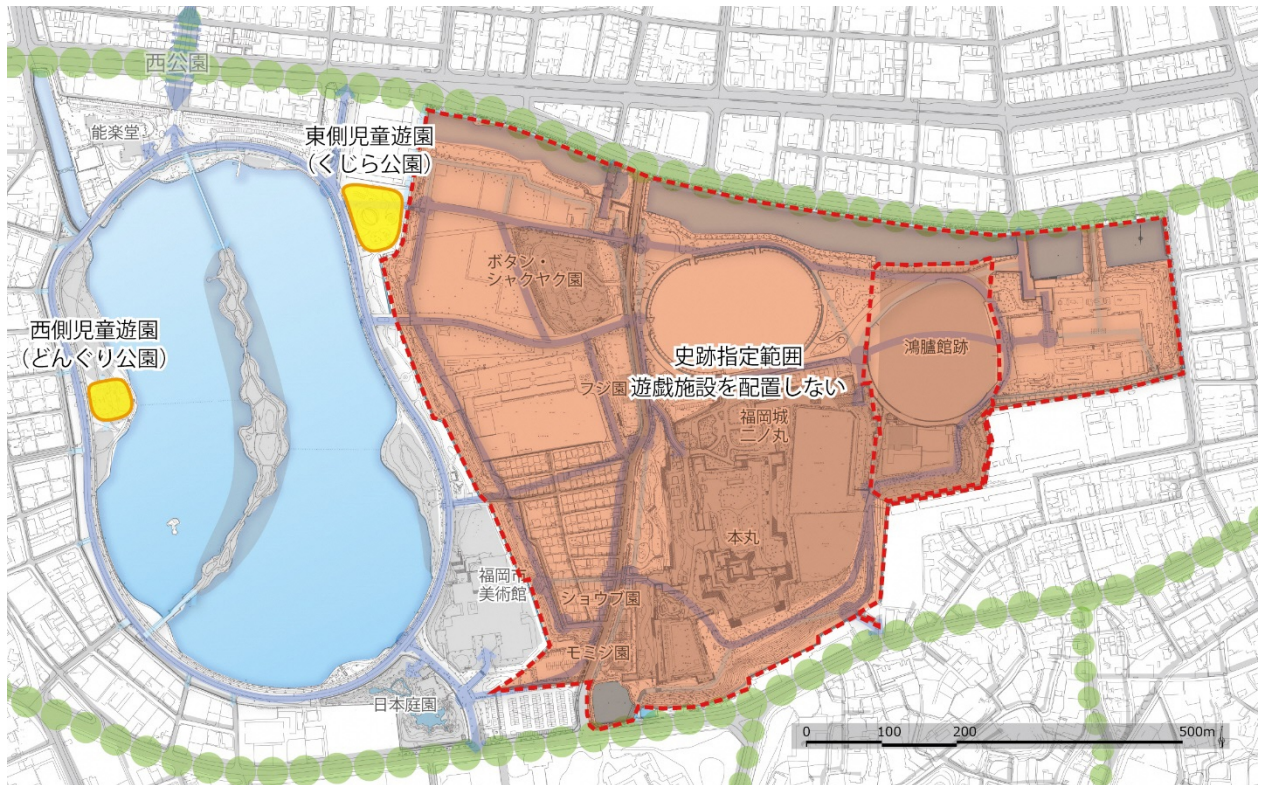 西公園
能楽堂
東側児童遊園
（くじら公園）
ボタン・
シャクヤク園
西側児童遊園
（どんぐり公園）
鴻臚館跡
史跡指定範囲
遊戯施設を配置しない
フジ園
福岡城
二ノ丸
本丸
福岡市
美術館
ショウブ園
モミジ園
日本庭園
0 100 200 500m